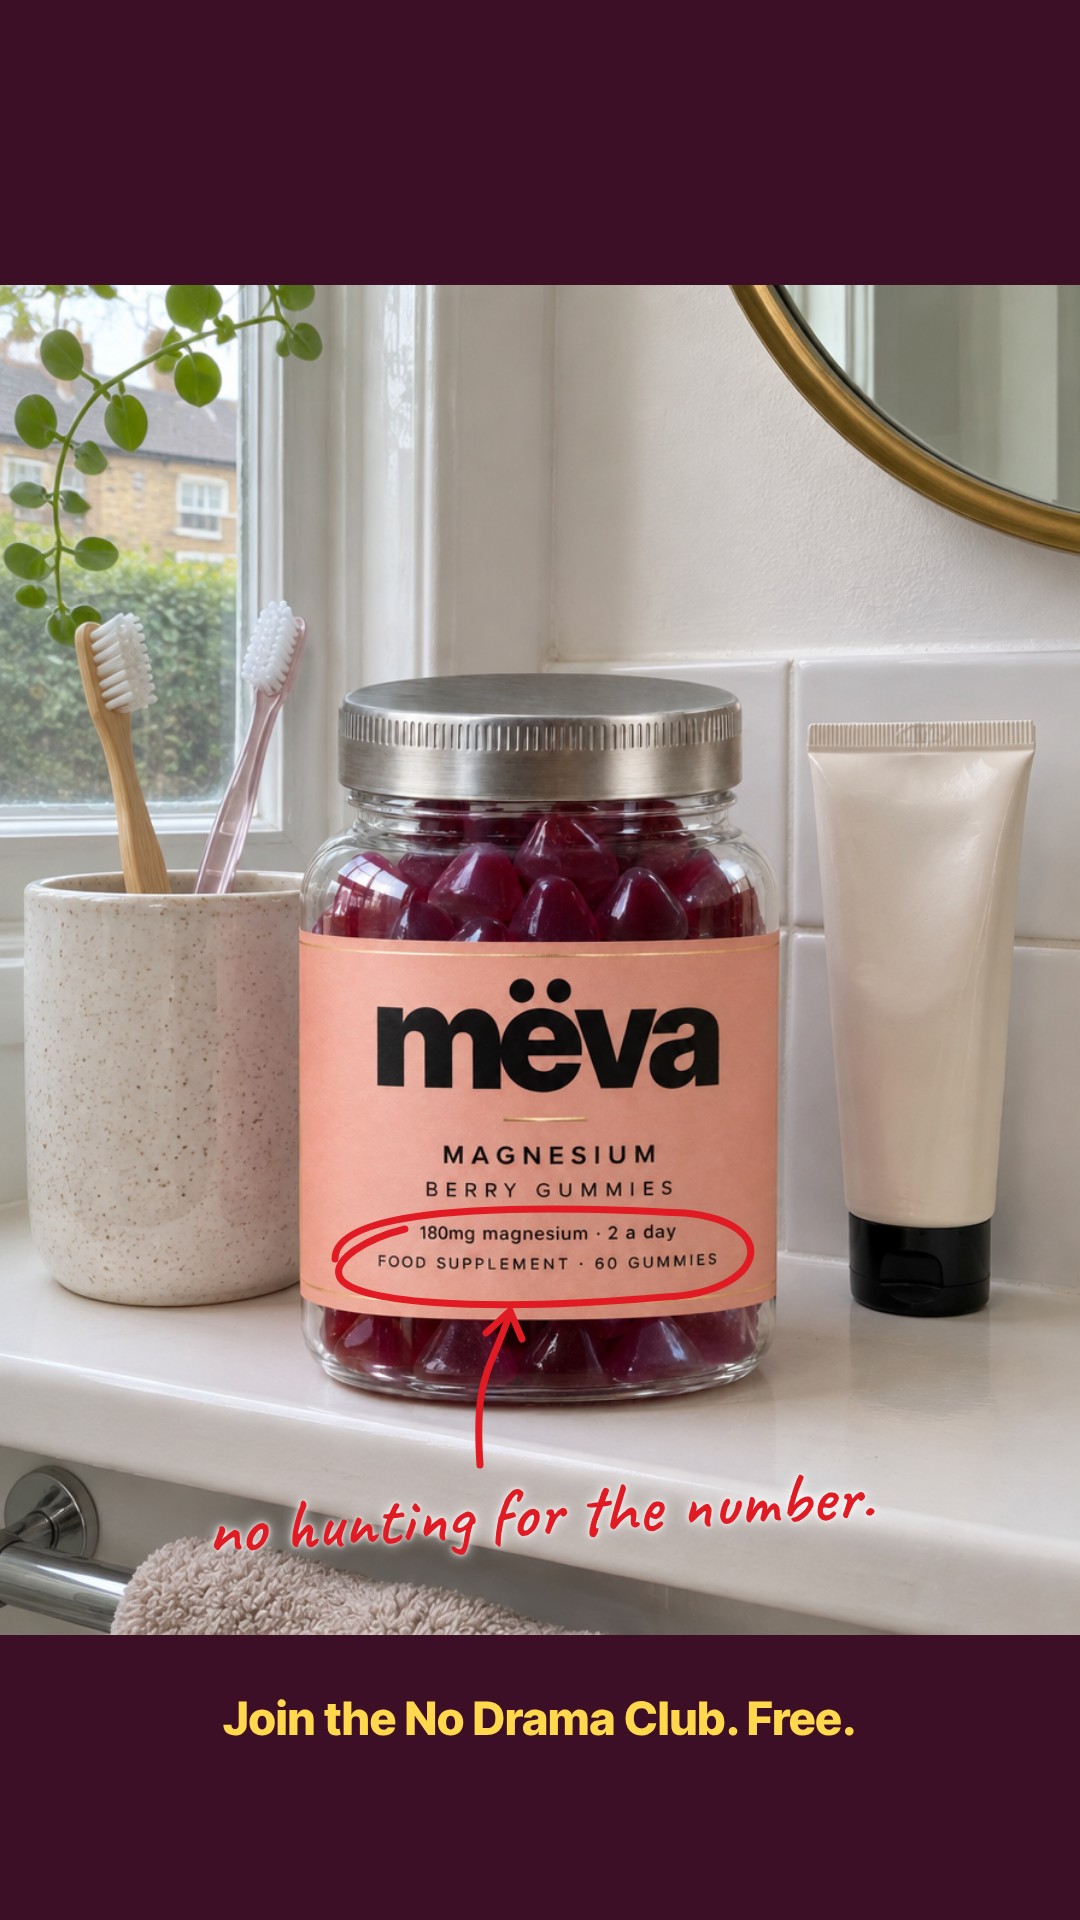 mëva
MAGNESIUM
BERRY GUMMIES
180mg magnesium · 2 a day
FOOD SUPPLEMENT · 60 GUMMIES
no hunting for the number.
Join the No Drama Club. Free.